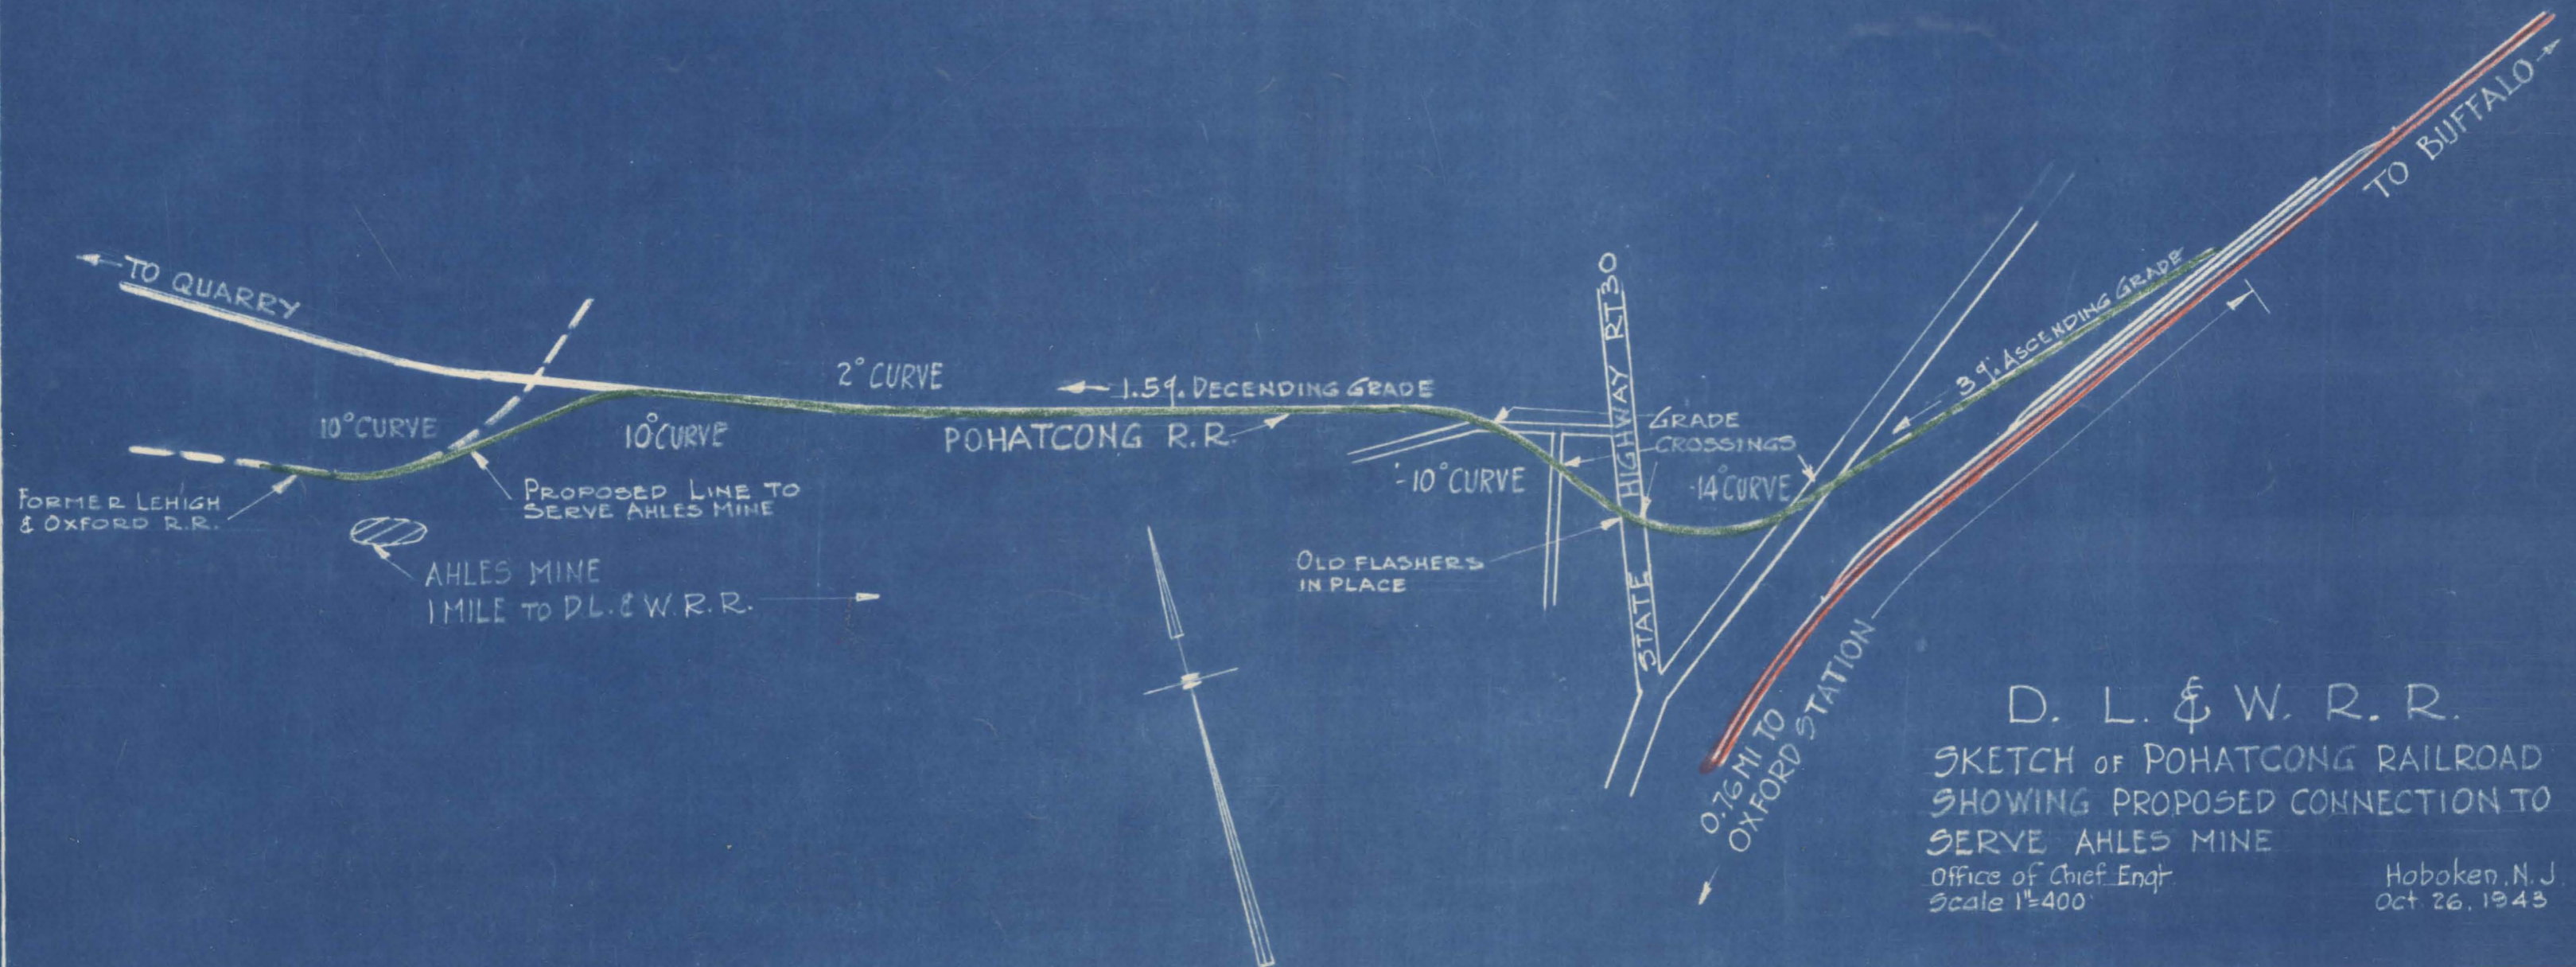 TO QUARRY
10° CURVE
10° CURVE
2° CURVE
1.5%. DECENDING GRADE
POHATCONG R.R.
FORMER LEHIGH
& OXFORD R.R.
PROPOSED LINE TO
SERVE AHLES MINE
AHLES MINE
1 MILE TO D.L. & W. R.R.
-10° CURVE
STATE HIGHWAY RT 30
GRADE
CROSSINGS
-14° CURVE
OLD FLASHERS
IN PLACE
3%. ASCENDING GRADE
TO BUFFALO
0.76 MI TO
OXFORD STATION
D. L. & W. R. R.
SKETCH OF POHATCONG RAILROAD
SHOWING PROPOSED CONNECTION TO
SERVE AHLES MINE
Office of Chief Engr
Scale 1"=400'
Hoboken, N.J.
Oct. 26, 1943